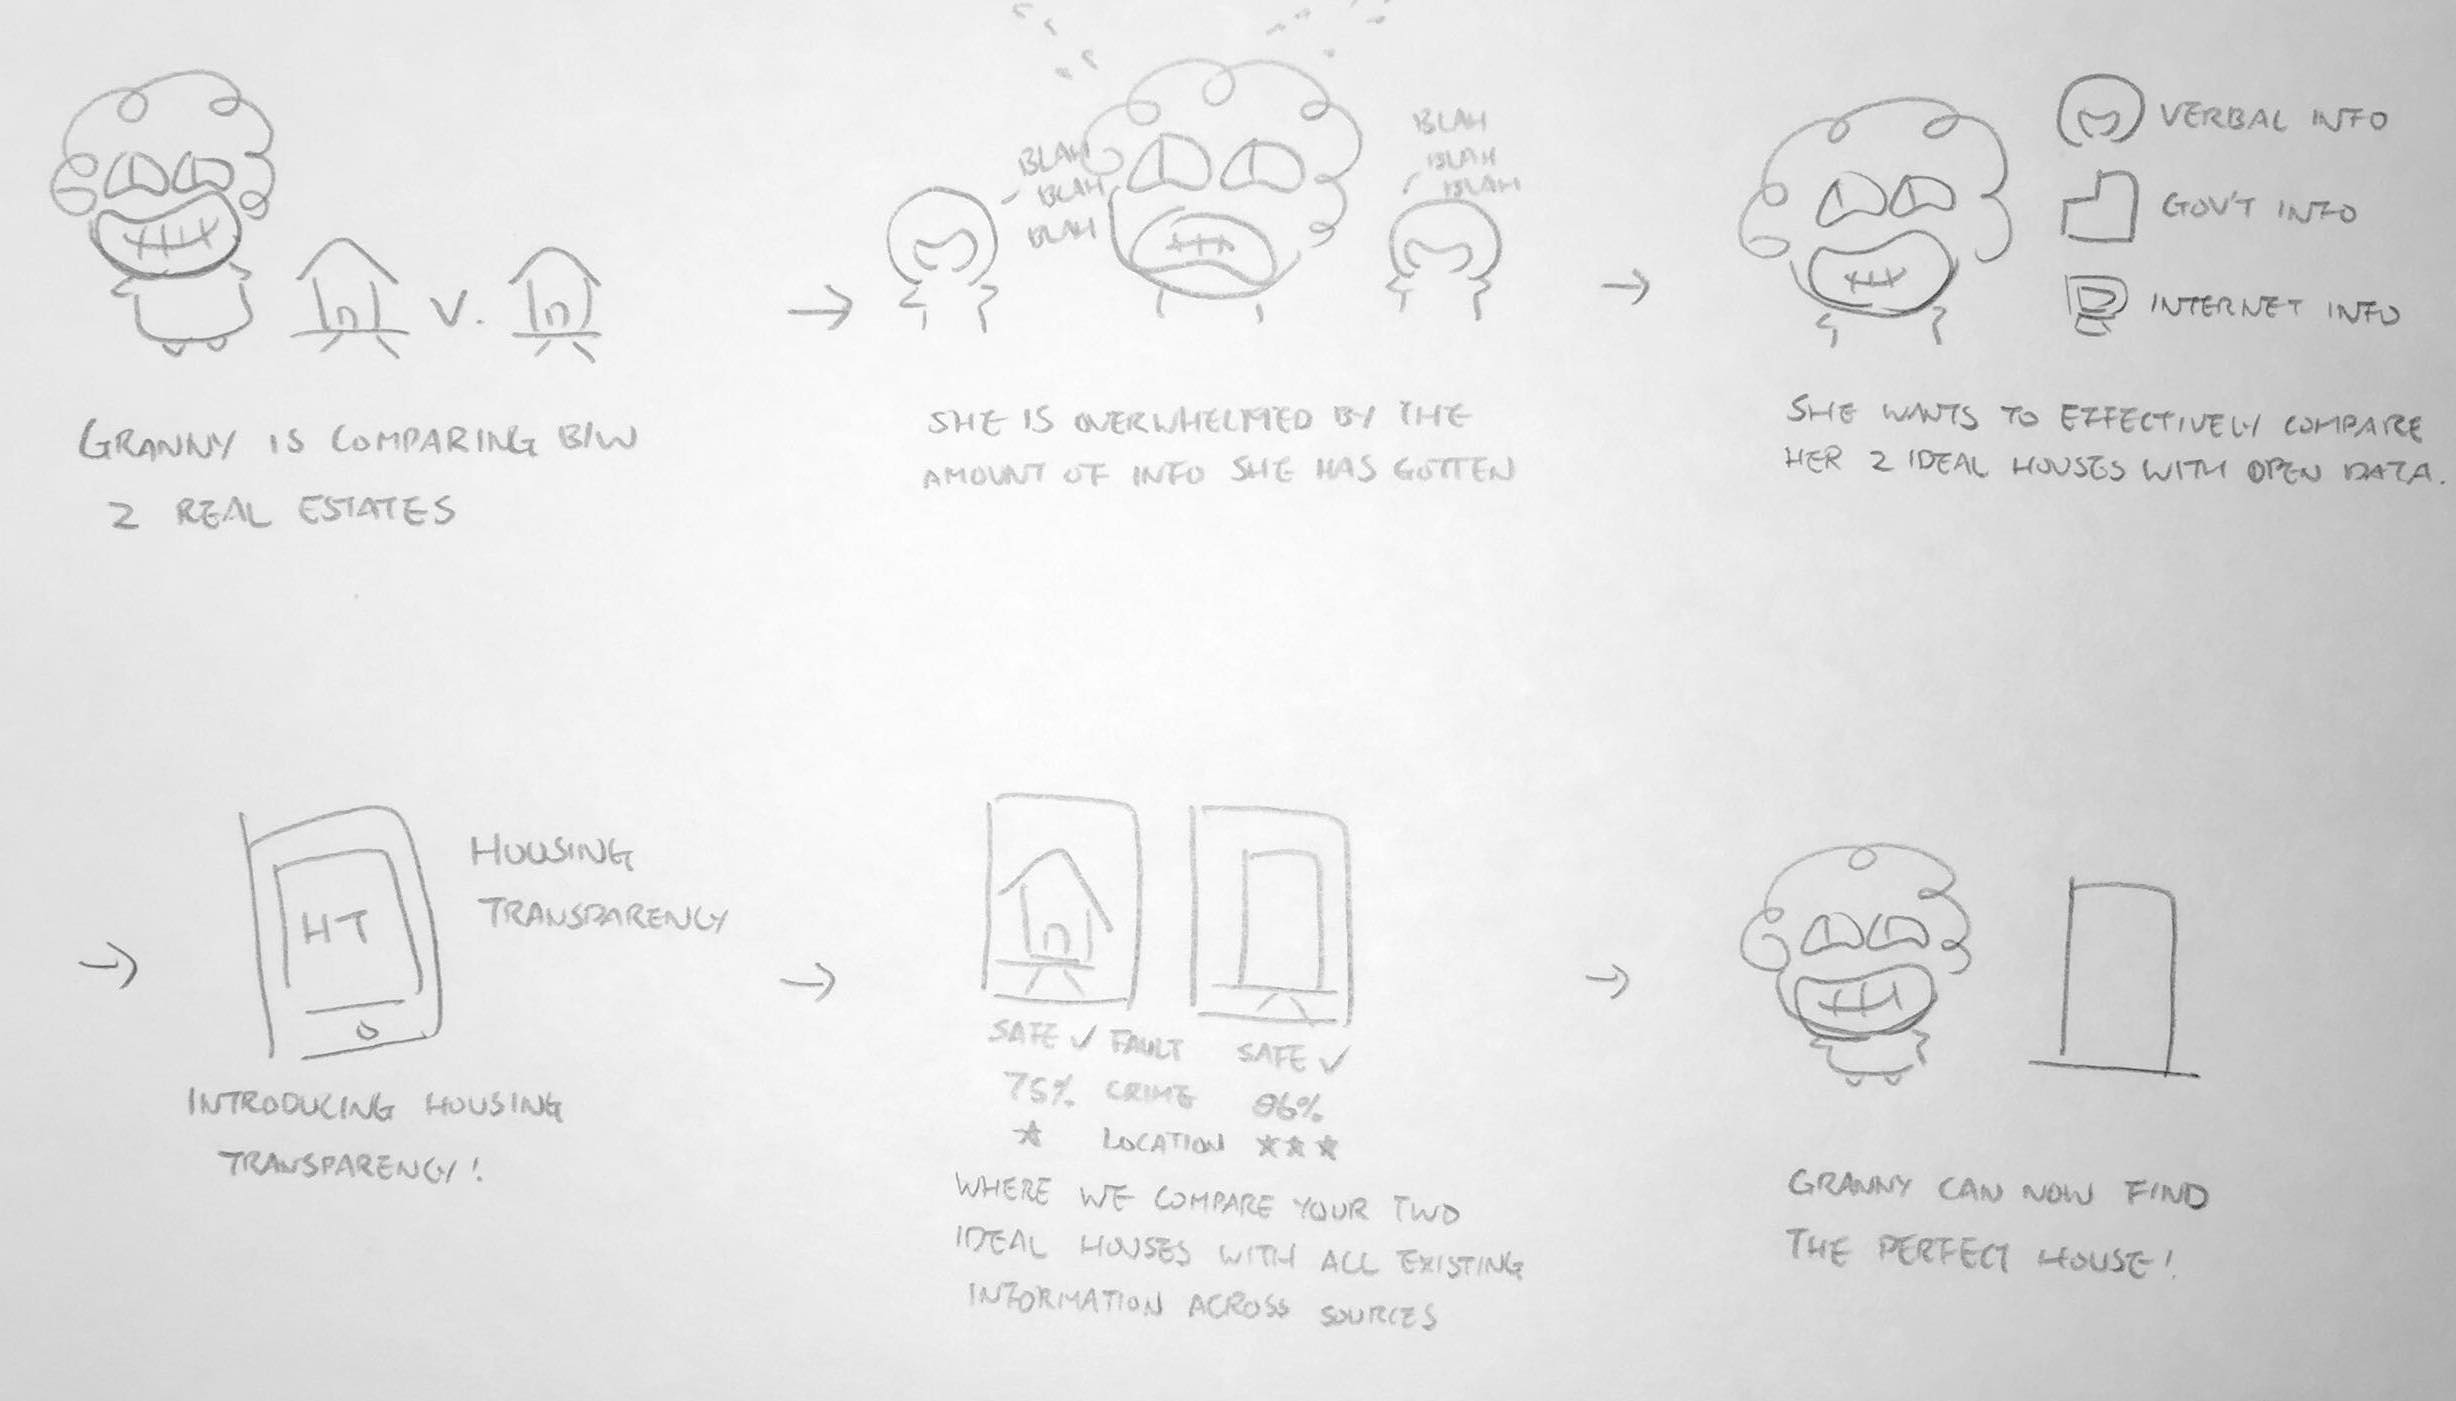 V.
GRANNY IS COMPARING B/W
2 REAL ESTATES
BLAH
BLAH
BLAH
BLAH
BLAH
BLAH
SHE IS OVERWHELMED BY THE
AMOUNT OF INFO SHE HAS GOTTEN
VERBAL INFO
GOV'T INFO
INTERNET INFO
SHE WANTS TO EFFECTIVELY COMPARE
HER 2 IDEAL HOUSES WITH OPEN DATA.
HT
HOUSING
TRANSPARENCY
INTRODUCING HOUSING
TRANSPARENCY!
SAFE ✓ FAULT SAFE ✓
75% CRIME 06%
★ LOCATION ★★★
WHERE WE COMPARE YOUR TWO
IDEAL HOUSES WITH ALL EXISTING
INFORMATION ACROSS SOURCES
GRANNY CAN NOW FIND
THE PERFECT HOUSE!